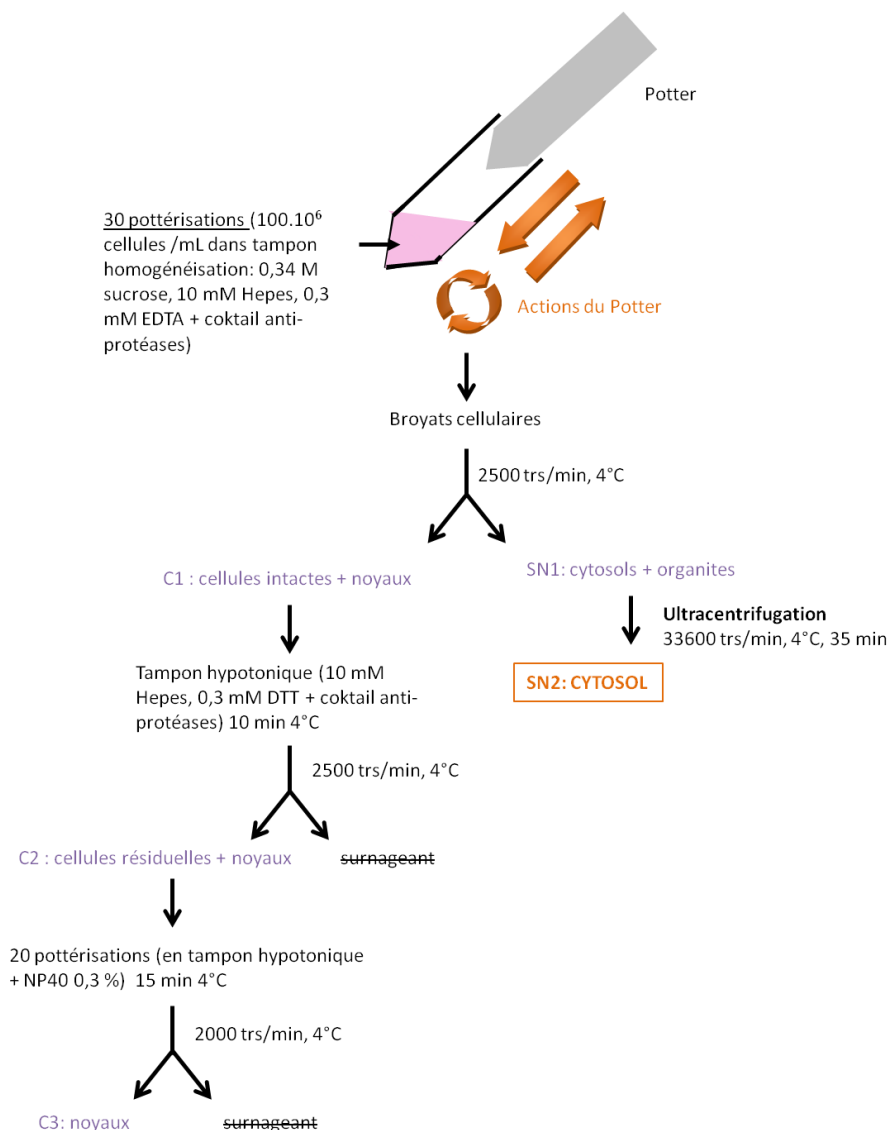 Potter
30 pottérisations (100.10⁶
cellules /mL dans tampon
homogénéisation: 0,34 M
sucrose, 10 mM Hepes, 0,3
mM EDTA + coktail anti-
protéases)
Actions du Potter
Broyats cellulaires
2500 trs/min, 4°C
C1 : cellules intactes + noyaux
SN1: cytosols + organites
Ultracentrifugation
33600 trs/min, 4°C, 35 min
SN2: CYTOSOL
Tampon hypotonique (10 mM
Hepes, 0,3 mM DTT + coktail anti-
protéases) 10 min 4°C
2500 trs/min, 4°C
C2 : cellules résiduelles + noyaux
surnageant
20 pottérisations (en tampon hypotonique
+ NP40 0,3 %) 15 min 4°C
2000 trs/min, 4°C
C3: noyaux
surnageant